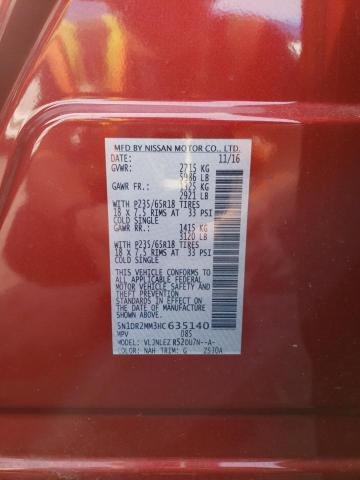 MFD BY NISSAN MOTOR CO., LTD.
DATE: 11/16
GVWR: 2715 KG
5986 LB
GAWR FR: 1325 KG
2921 LB
WITH P235/65R18 TIRES
18 X 7.5 RIMS AT 33 PSI
COLD SINGLE
GAWR RR.: 1415 KG
3120 LB
WITH P235/65R18 TIRES
18 X 7.5 RIMS AT 33 PSI
COLD SINGLE
THIS VEHICLE CONFORMS TO
ALL APPLICABLE FEDERAL
MOTOR VEHICLE SAFETY AND
THEFT PREVENTION STANDARDS
IN EFFECT ON THE DATE OF
MANUFACTURE SHOWN ABOVE.
5N1DR2MM3HC635140
MPV 085
MODEL: VLJNLEZ R52OU7N--A-
COLOR: NAH TRIM: G